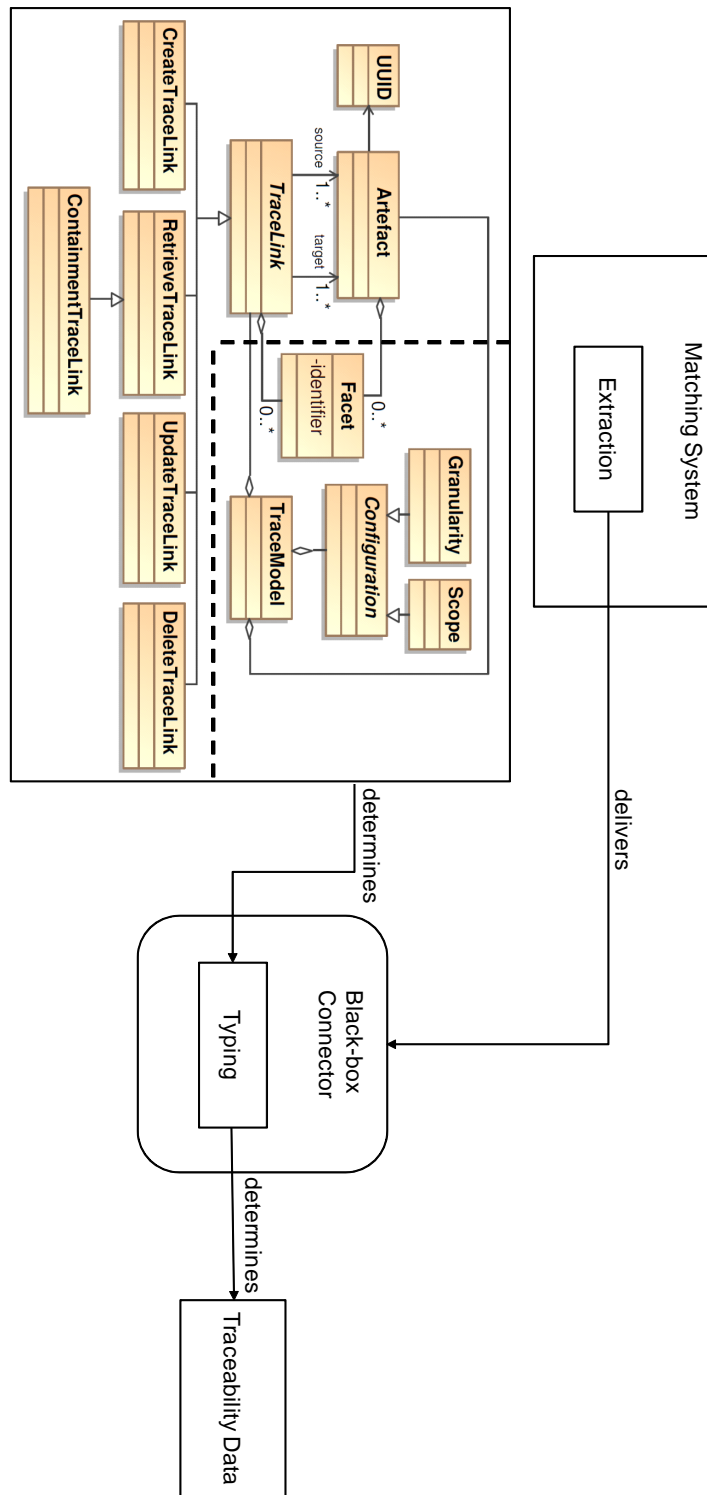 Matching System
Extraction
delivers
UUID
Artefact
source
1..*
target
1..*
TraceLink
CreateTraceLink
RetrieveTraceLink
UpdateTraceLink
DeleteTraceLink
ContainmentTraceLink
Facet
-identifier
0..*
0..*
Granularity
Scope
Configuration
TraceModel
determines
Black-box
Connector
Typing
determines
Traceability Data